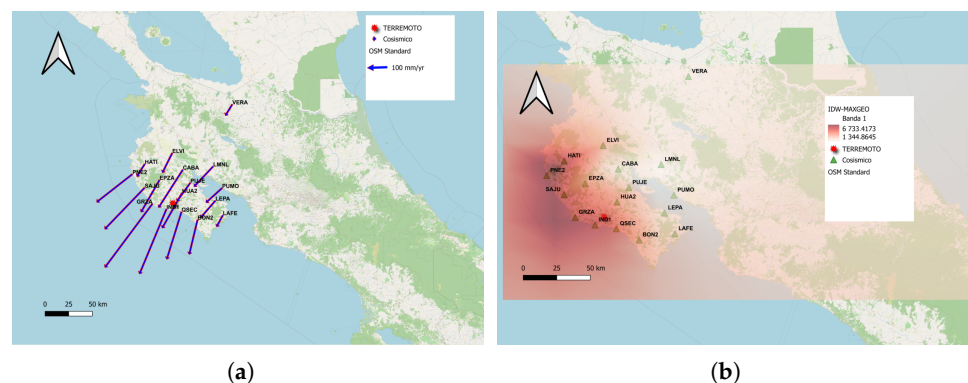 TERREMOTO
Cosísmico
OSM Standard
100 mm/yr
VERA
ELVI
HATI
CABA
LMNL
PNE2
EPZA
SAJU
PUJE
PUMO
HUA2
GRZA
LEPA
IND1
QSEC
BON2
LAFE
0 25 50 km
(a)
VERA
IDW-MAXGEO
Banda 1
6 733.4173
1 344.8645
TERREMOTO
Cosísmico
OSM Standard
ELVI
HATI
CABA
LMNL
PNE2
EPZA
SAJU
PUJE
PUMO
HUA2
GRZA
LEPA
IND1
QSEC
LAFE
BON2
0 25 50 km
(b)